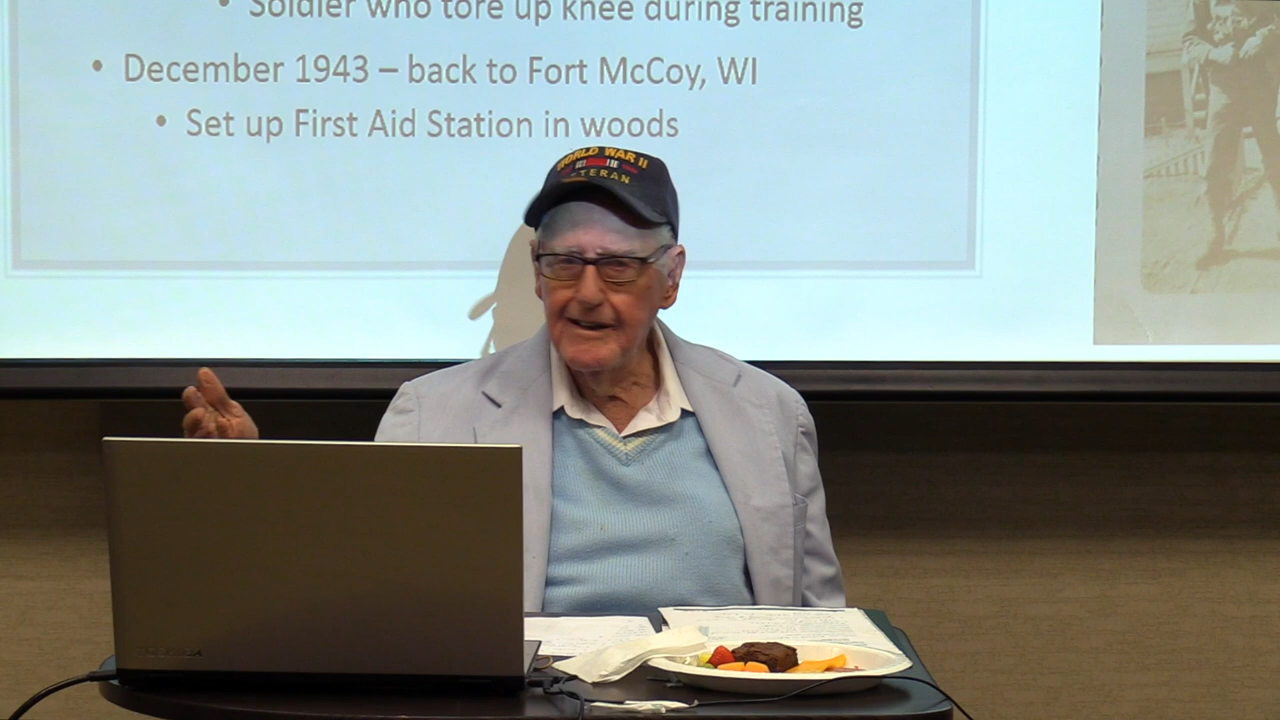 • Soldier who tore up knee during training
• December 1943 – back to Fort McCoy, WI
• Set up First Aid Station in woods
WORLD WAR II
VETERAN
TOSHIBA